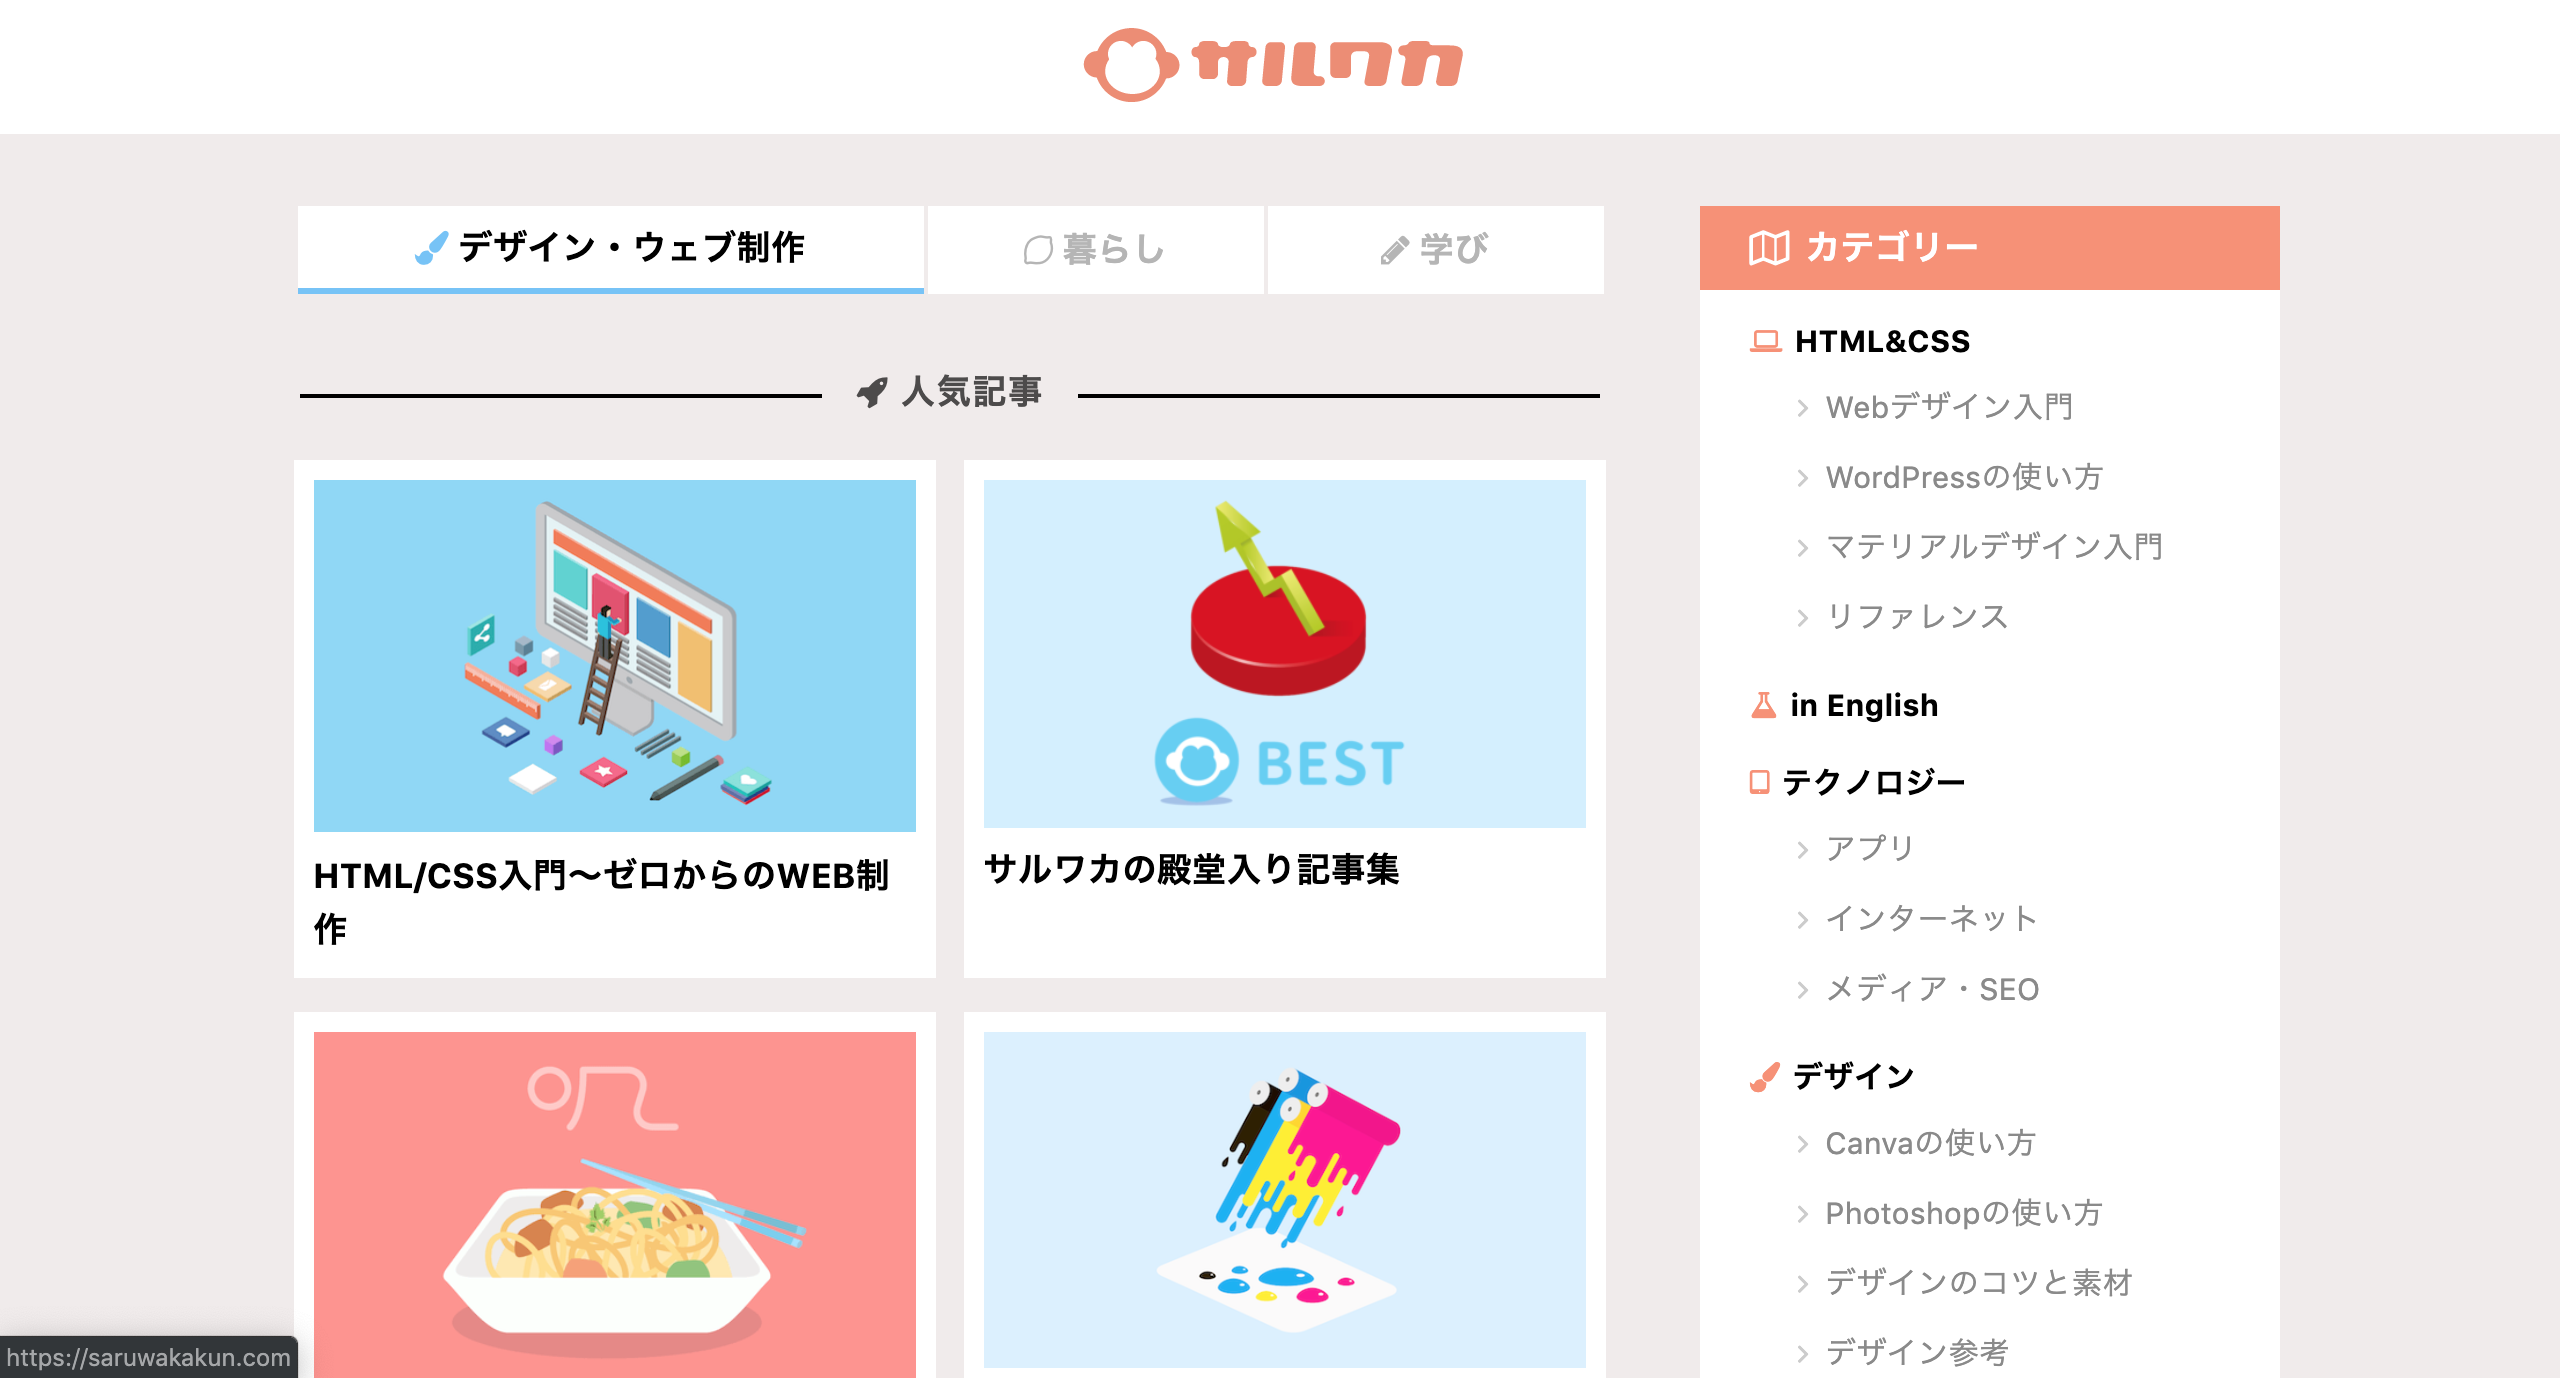 サルワカ
デザイン・ウェブ制作
暮らし
学び
人気記事
BEST
HTML/CSS入門〜ゼロからのWEB制
作
サルワカの殿堂入り記事集
カテゴリー
HTML&CSS
Webデザイン入門
WordPressの使い方
マテリアルデザイン入門
リファレンス
in English
テクノロジー
アプリ
インターネット
メディア・SEO
デザイン
Canvaの使い方
Photoshopの使い方
デザインのコツと素材
デザイン参考
https://saruwakakun.com